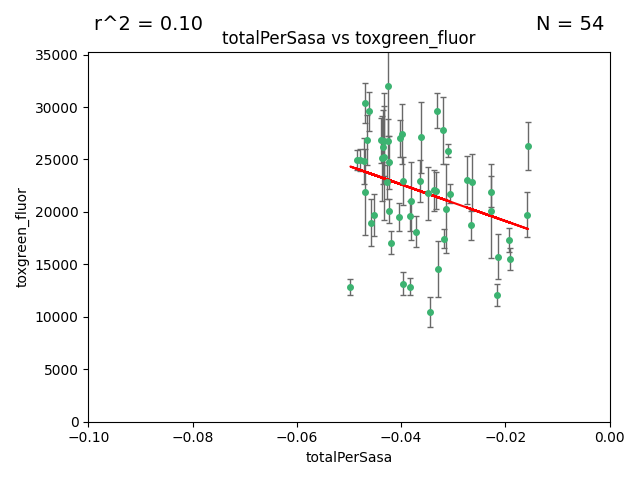 r^2 = 0.10
N = 54
totalPerSasa vs toxgreen_fluor
35000
30000
25000
20000
15000
10000
5000
0
toxgreen_fluor
−0.10
−0.08
−0.06
−0.04
−0.02
0.00
totalPerSasa